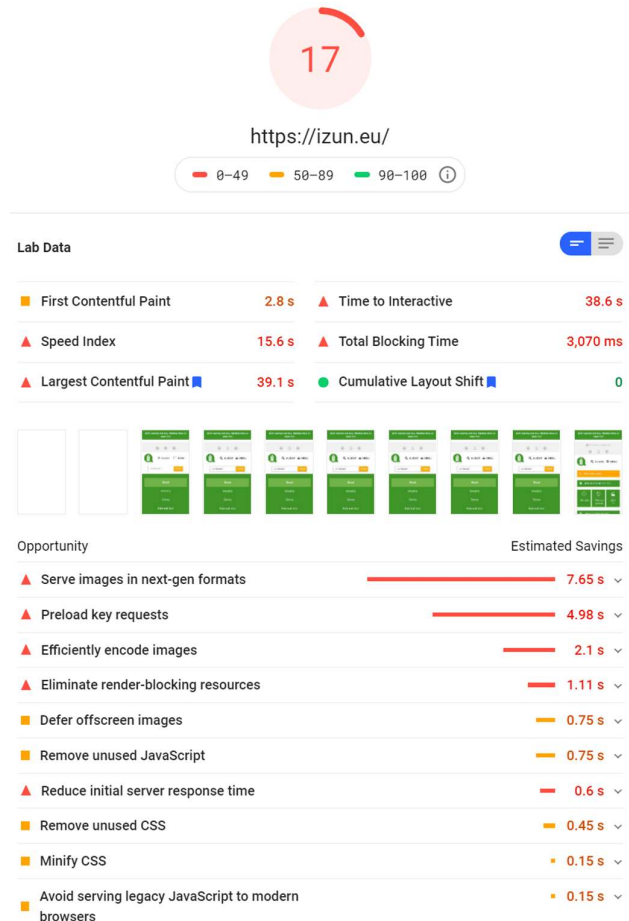 17
https://izun.eu/
0–49 50–89 90–100
Lab Data
First Contentful Paint 2.8 s
Time to Interactive 38.6 s
Speed Index 15.6 s
Total Blocking Time 3,070 ms
Largest Contentful Paint 39.1 s
Cumulative Layout Shift 0
Opportunity Estimated Savings
Serve images in next-gen formats 7.65 s
Preload key requests 4.98 s
Efficiently encode images 2.1 s
Eliminate render-blocking resources 1.11 s
Defer offscreen images 0.75 s
Remove unused JavaScript 0.75 s
Reduce initial server response time 0.6 s
Remove unused CSS 0.45 s
Minify CSS 0.15 s
Avoid serving legacy JavaScript to modern 0.15 s
browsers